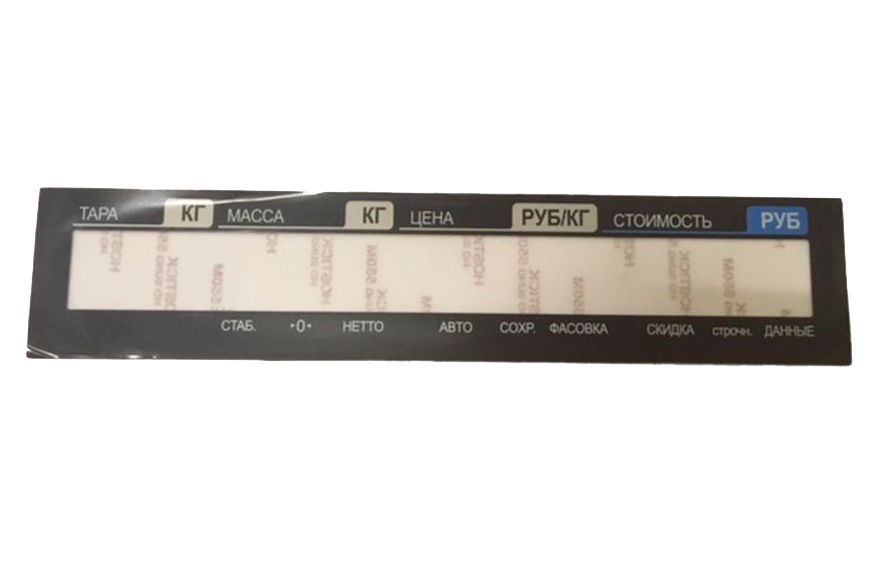 ТАРА КГ МАССА КГ ЦЕНА РУБ/КГ СТОИМОСТЬ РУБ
СТАБ. ▸0◂ НЕТТО АВТО СОХР. ФАСОВКА СКИДКА строчн. ДАННЫЕ